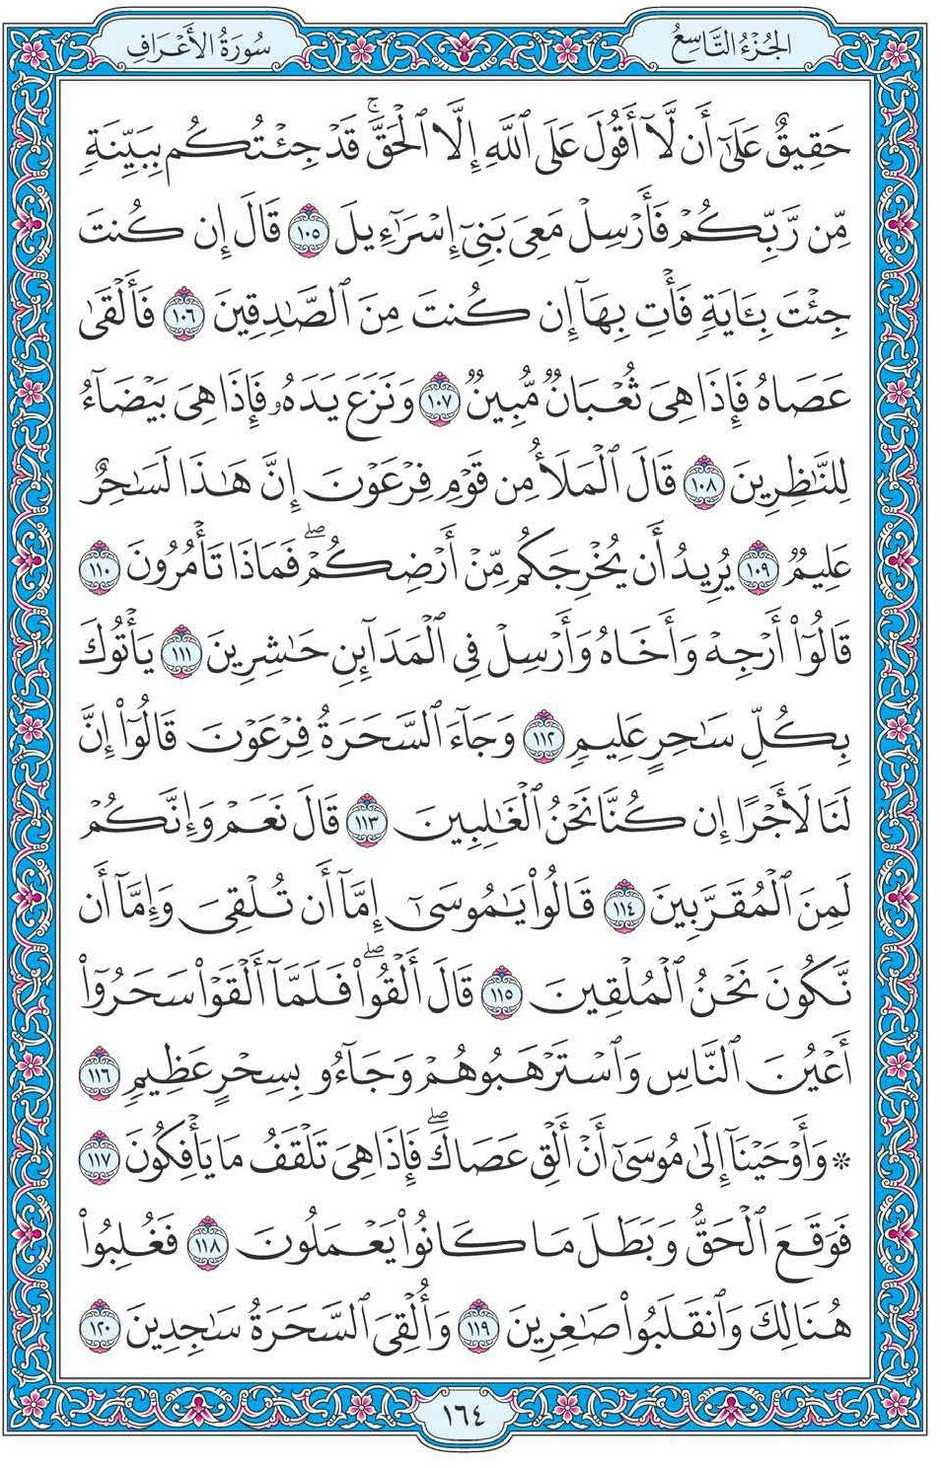 الجُزْءُ التَّاسِعُ
سُورَةُ الأَعْرَافِ
حَقِيقٌ عَلَىٰٓ أَن لَّآ أَقُولَ عَلَى ٱللَّهِ إِلَّا ٱلْحَقَّۚ قَدْ جِئْتُكُم بِبَيِّنَةٍ
مِّن رَّبِّكُمْ فَأَرْسِلْ مَعِىَ بَنِىٓ إِسْرَٰٓءِيلَ ١٠٥ قَالَ إِن كُنتَ
جِئْتَ بِـَٔايَةٍ فَأْتِ بِهَآ إِن كُنتَ مِنَ ٱلصَّٰدِقِينَ ١٠٦ فَأَلْقَىٰ
عَصَاهُ فَإِذَا هِىَ ثُعْبَانٌ مُّبِينٌ ١٠٧ وَنَزَعَ يَدَهُۥ فَإِذَا هِىَ بَيْضَآءُ
لِلنَّٰظِرِينَ ١٠٨ قَالَ ٱلْمَلَأُ مِن قَوْمِ فِرْعَوْنَ إِنَّ هَٰذَا لَسَٰحِرٌ
عَلِيمٌ ١٠٩ يُرِيدُ أَن يُخْرِجَكُم مِّنْ أَرْضِكُمْۖ فَمَاذَا تَأْمُرُونَ ١١٠
قَالُوٓا۟ أَرْجِهْ وَأَخَاهُ وَأَرْسِلْ فِى ٱلْمَدَآئِنِ حَٰشِرِينَ ١١١ يَأْتُوكَ
بِكُلِّ سَٰحِرٍ عَلِيمٍ ١١٢ وَجَآءَ ٱلسَّحَرَةُ فِرْعَوْنَ قَالُوٓا۟ إِنَّ
لَنَا لَأَجْرًا إِن كُنَّا نَحْنُ ٱلْغَٰلِبِينَ ١١٣ قَالَ نَعَمْ وَإِنَّكُمْ
لَمِنَ ٱلْمُقَرَّبِينَ ١١٤ قَالُوا۟ يَٰمُوسَىٰٓ إِمَّآ أَن تُلْقِىَ وَإِمَّآ أَن
نَّكُونَ نَحْنُ ٱلْمُلْقِينَ ١١٥ قَالَ أَلْقُوا۟ۖ فَلَمَّآ أَلْقَوْا۟ سَحَرُوٓا۟
أَعْيُنَ ٱلنَّاسِ وَٱسْتَرْهَبُوهُمْ وَجَآءُو بِسِحْرٍ عَظِيمٍ ١١٦
* وَأَوْحَيْنَآ إِلَىٰ مُوسَىٰٓ أَنْ أَلْقِ عَصَاكَۖ فَإِذَا هِىَ تَلْقَفُ مَا يَأْفِكُونَ ١١٧
فَوَقَعَ ٱلْحَقُّ وَبَطَلَ مَا كَانُوا۟ يَعْمَلُونَ ١١٨ فَغُلِبُوا۟
هُنَالِكَ وَٱنقَلَبُوا۟ صَٰغِرِينَ ١١٩ وَأُلْقِىَ ٱلسَّحَرَةُ سَٰجِدِينَ ١٢٠
١٦٤